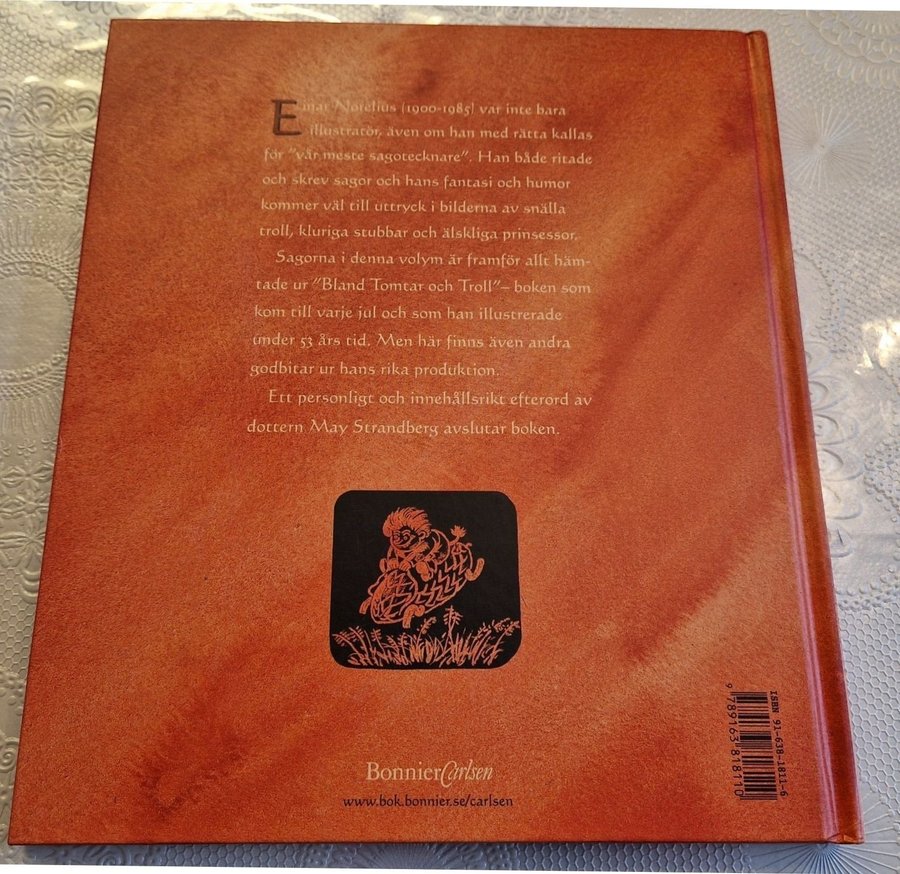 Einar Norelius (1900-1985) var inte bara
illustratör, även om han med rätta kallas
för "vår meste sagotecknare". Han både ritade
och skrev sagor och hans fantasi och humor
kommer väl till uttryck i bilderna av snälla
troll, kluriga stubbar och älskliga prinsessor.
Sagorna i denna volym är framför allt häm-
tade ur "Bland Tomtar och Troll"– boken som
kom till varje jul och som han illustrerade
under 53 års tid. Men här finns även andra
godbitar ur hans rika produktion.
Ett personligt och innehållsrikt efterord av
dottern May Strandberg avslutar boken.
BonnierCarlsen
www.bok.bonnier.se/carlsen
ISBN 91-638-1811-6
9 789163 818110